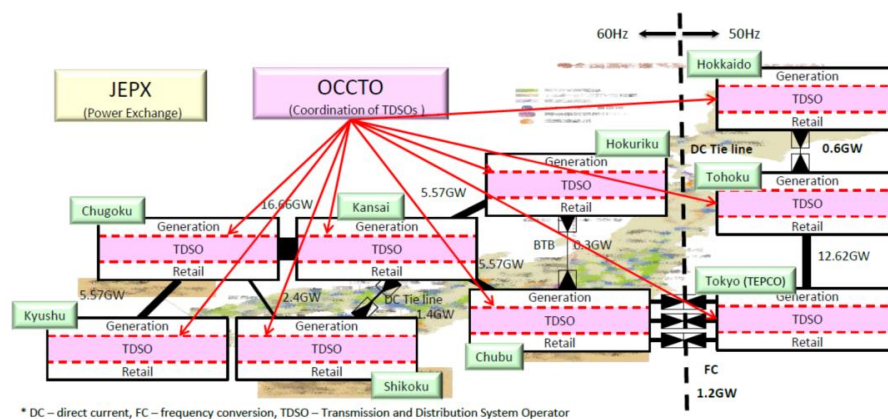 60Hz
50Hz
Hokkaido
JEPX
(Power Exchange)
OCCTO
(Coordination of TDSOs )
Generation
TDSO
Retail
Hokuriku
DC Tie line
0.6GW
Generation
TDSO
Retail
Tohoku
Generation
TDSO
Retail
5.57GW
16.66GW
Chugoku
Kansai
Generation
TDSO
Retail
Generation
TDSO
Retail
BTB
0.3GW
12.62GW
5.57GW
5.57GW
2.4GW
DC Tie line
1.4GW
Tokyo (TEPCO)
Kyushu
Generation
TDSO
Retail
Generation
TDSO
Retail
Shikoku
Generation
TDSO
Retail
Chubu
Generation
TDSO
Retail
FC
1.2GW
* DC – direct current, FC – frequency conversion, TDSO – Transmission and Distribution System Operator